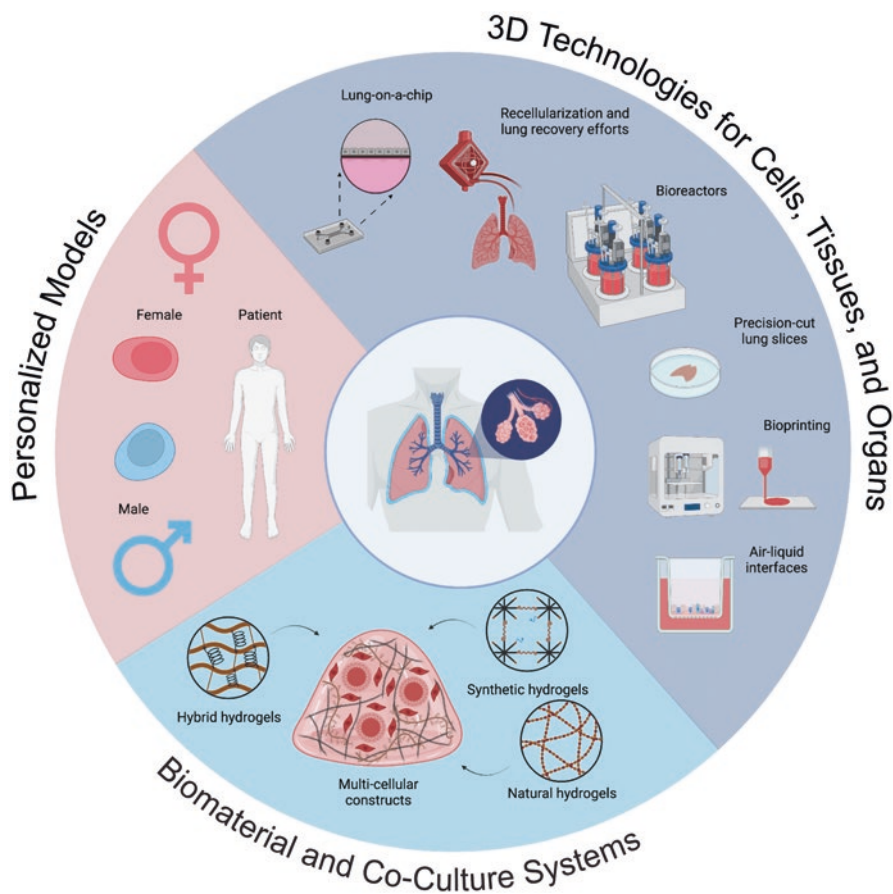 3D Technologies for Cells, Tissues, and Organs
Lung-on-a-chip
Recellularization and
lung recovery efforts
Bioreactors
Precision-cut
lung slices
Bioprinting
Air-liquid
interfaces
Personalized Models
Female
Patient
Male
Hybrid hydrogels
Synthetic hydrogels
Multi-cellular
constructs
Natural hydrogels
Biomaterial and Co-Culture Systems